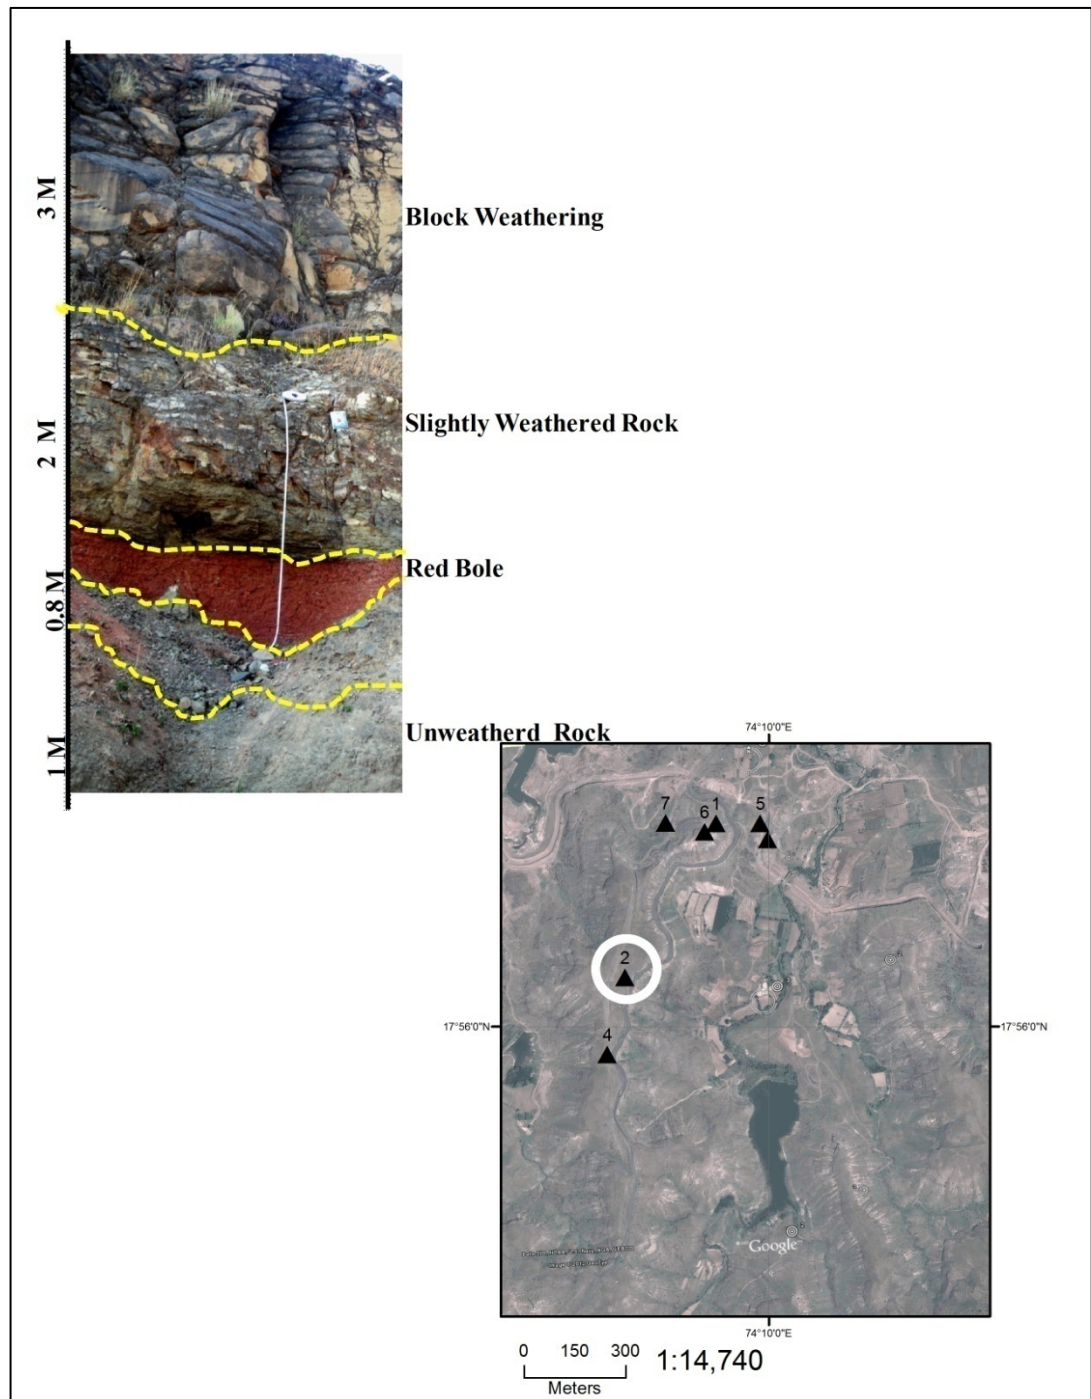 3 M
Block Weathering
2 M
Slightly Weathered Rock
0.8 M
Red Bole
1 M
Unweatherd Rock
74°10'0"E
7
6
1
5
2
17°56'0"N
17°56'0"N
4
Google
74°10'0"E
0 150 300
Meters
1:14,740